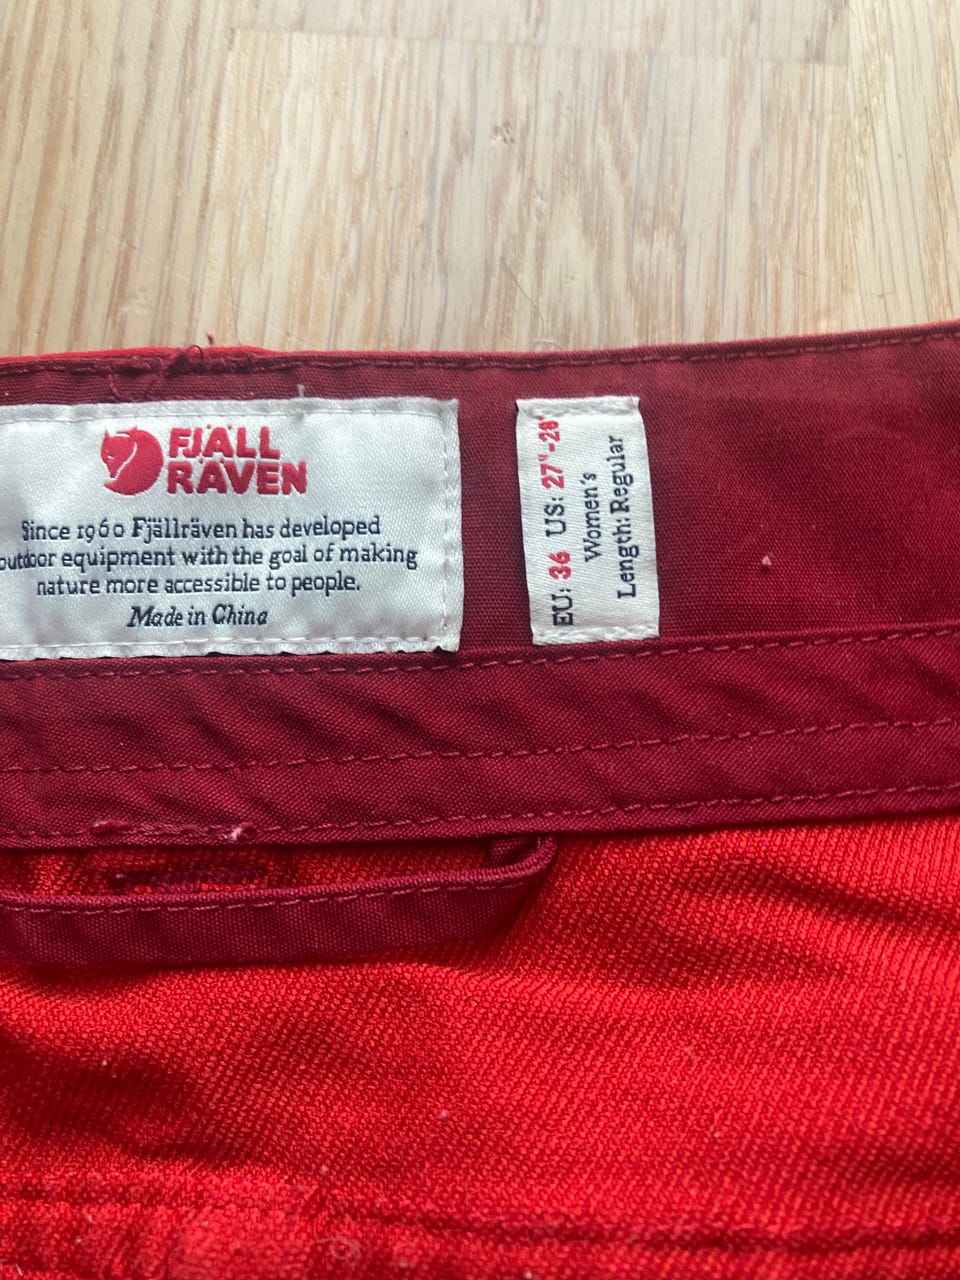 FJÄLL
RÄVEN
Since 1960 Fjällräven has developed
outdoor equipment with the goal of making
nature more accessible to people.
Made in China
EU: 36 US: 27"-28"
Women's
Length: Regular